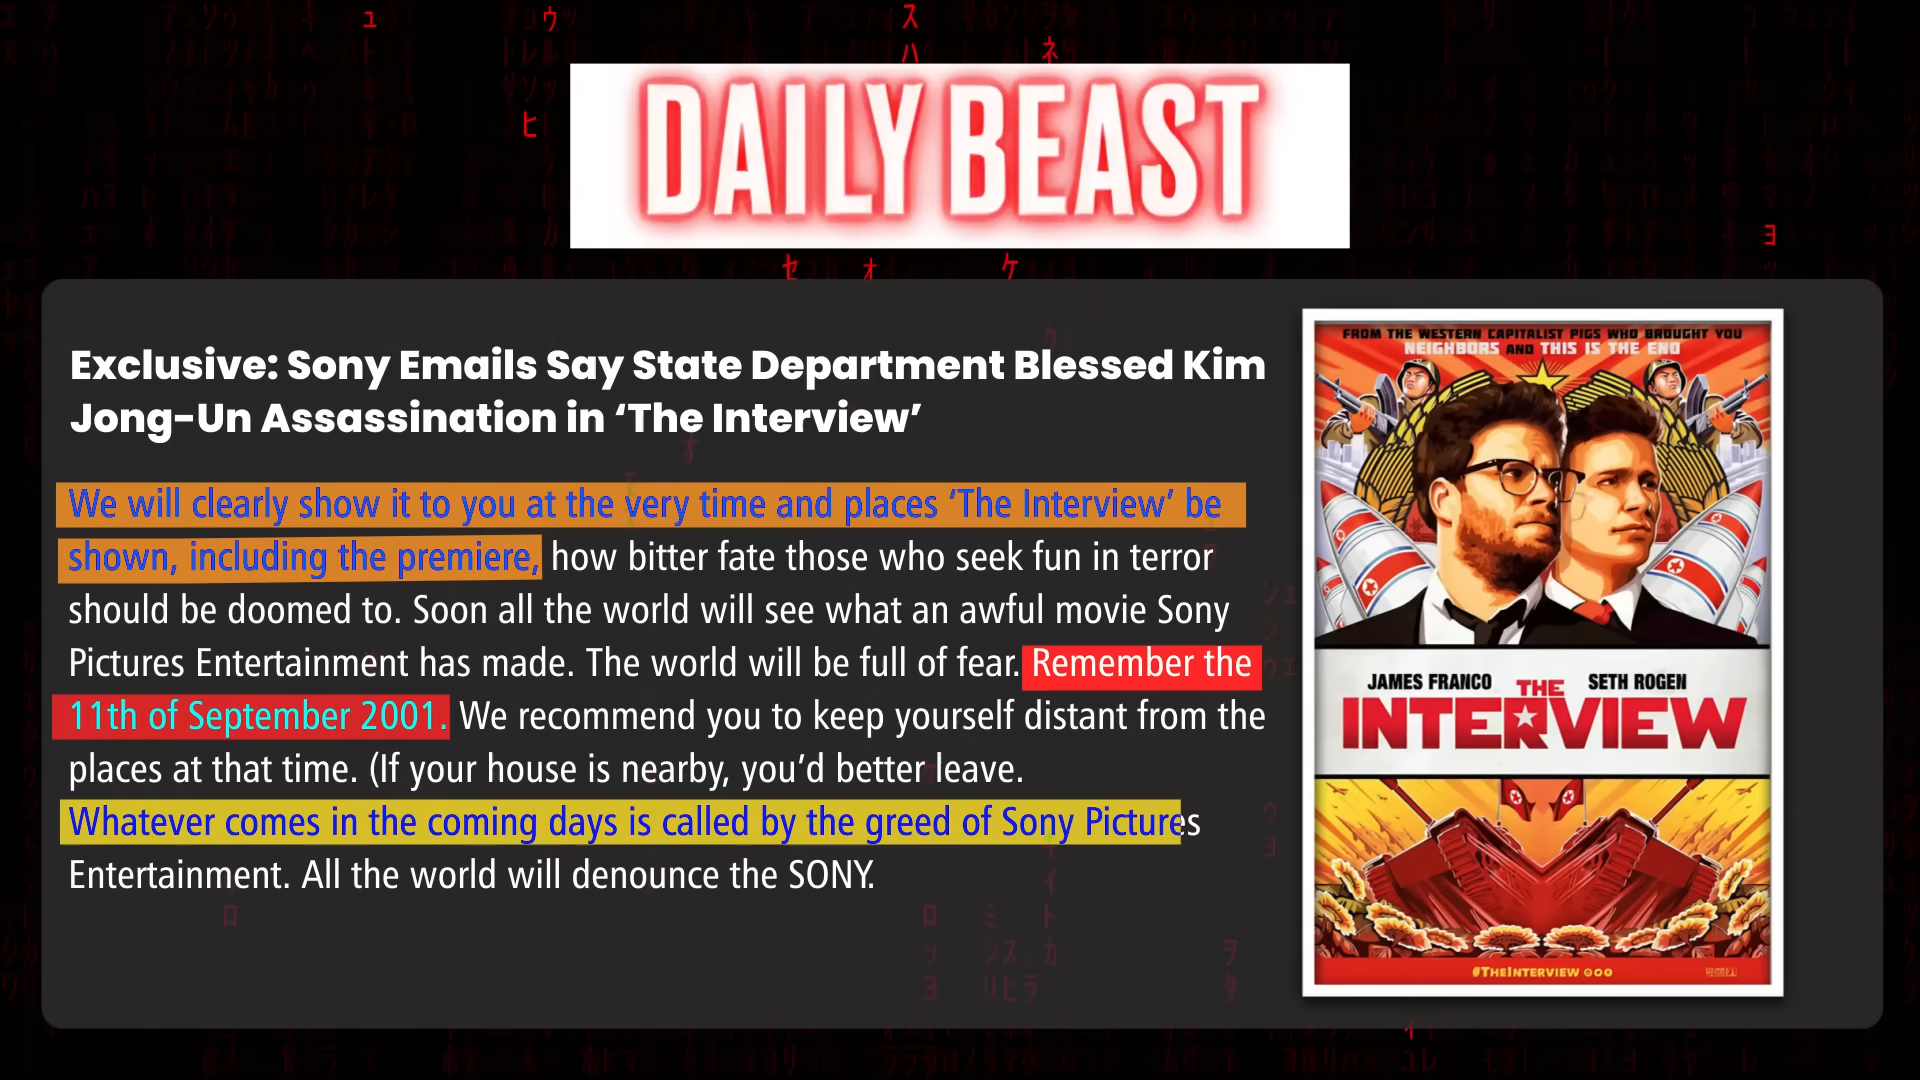 DAILY BEAST
Exclusive: Sony Emails Say State Department Blessed Kim
Jong-Un Assassination in ‘The Interview’
We will clearly show it to you at the very time and places ‘The Interview’ be
shown, including the premiere, how bitter fate those who seek fun in terror
should be doomed to. Soon all the world will see what an awful movie Sony
Pictures Entertainment has made. The world will be full of fear. Remember the
11th of September 2001. We recommend you to keep yourself distant from the
places at that time. (If your house is nearby, you’d better leave.
Whatever comes in the coming days is called by the greed of Sony Pictures
Entertainment. All the world will denounce the SONY.
FROM THE WESTERN CAPITALIST PIGS WHO BROUGHT YOU
NEIGHBORS AND THIS IS THE END
JAMES FRANCO SETH ROGEN
THE
INTERVIEW
#THEINTERVIEW